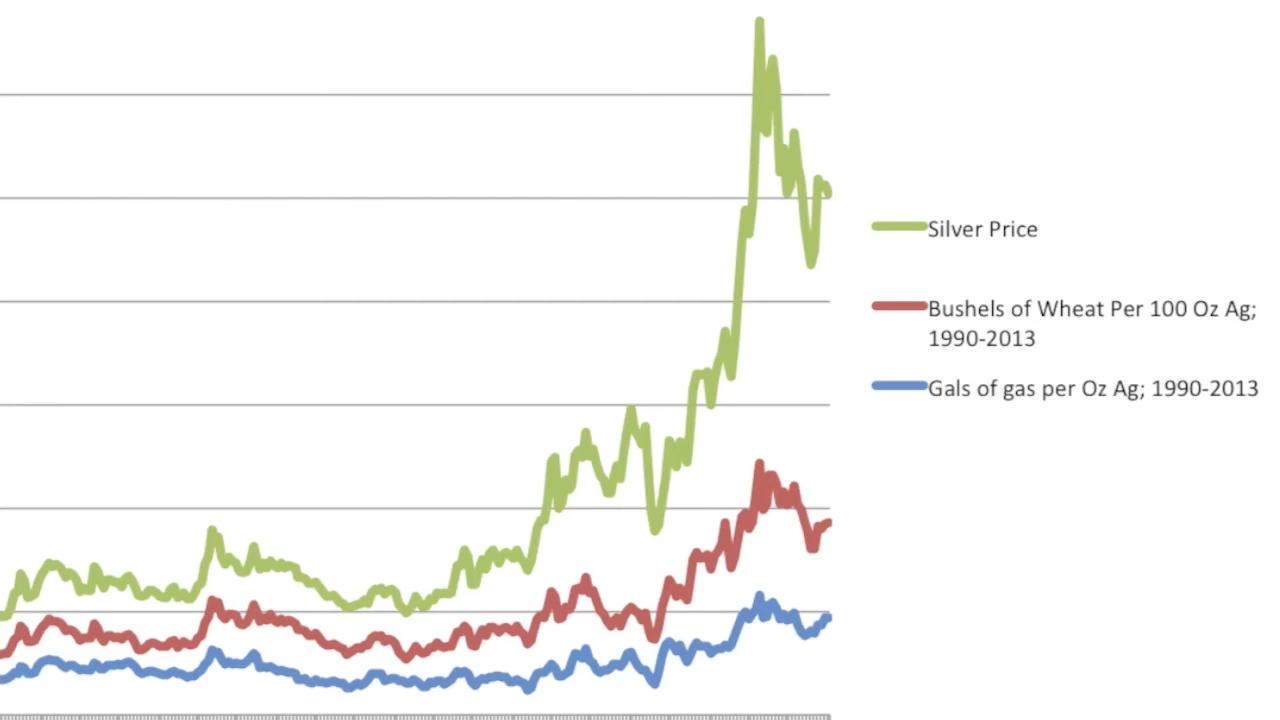 Silver Price
Bushels of Wheat Per 100 Oz Ag;
1990-2013
Gals of gas per Oz Ag; 1990-2013